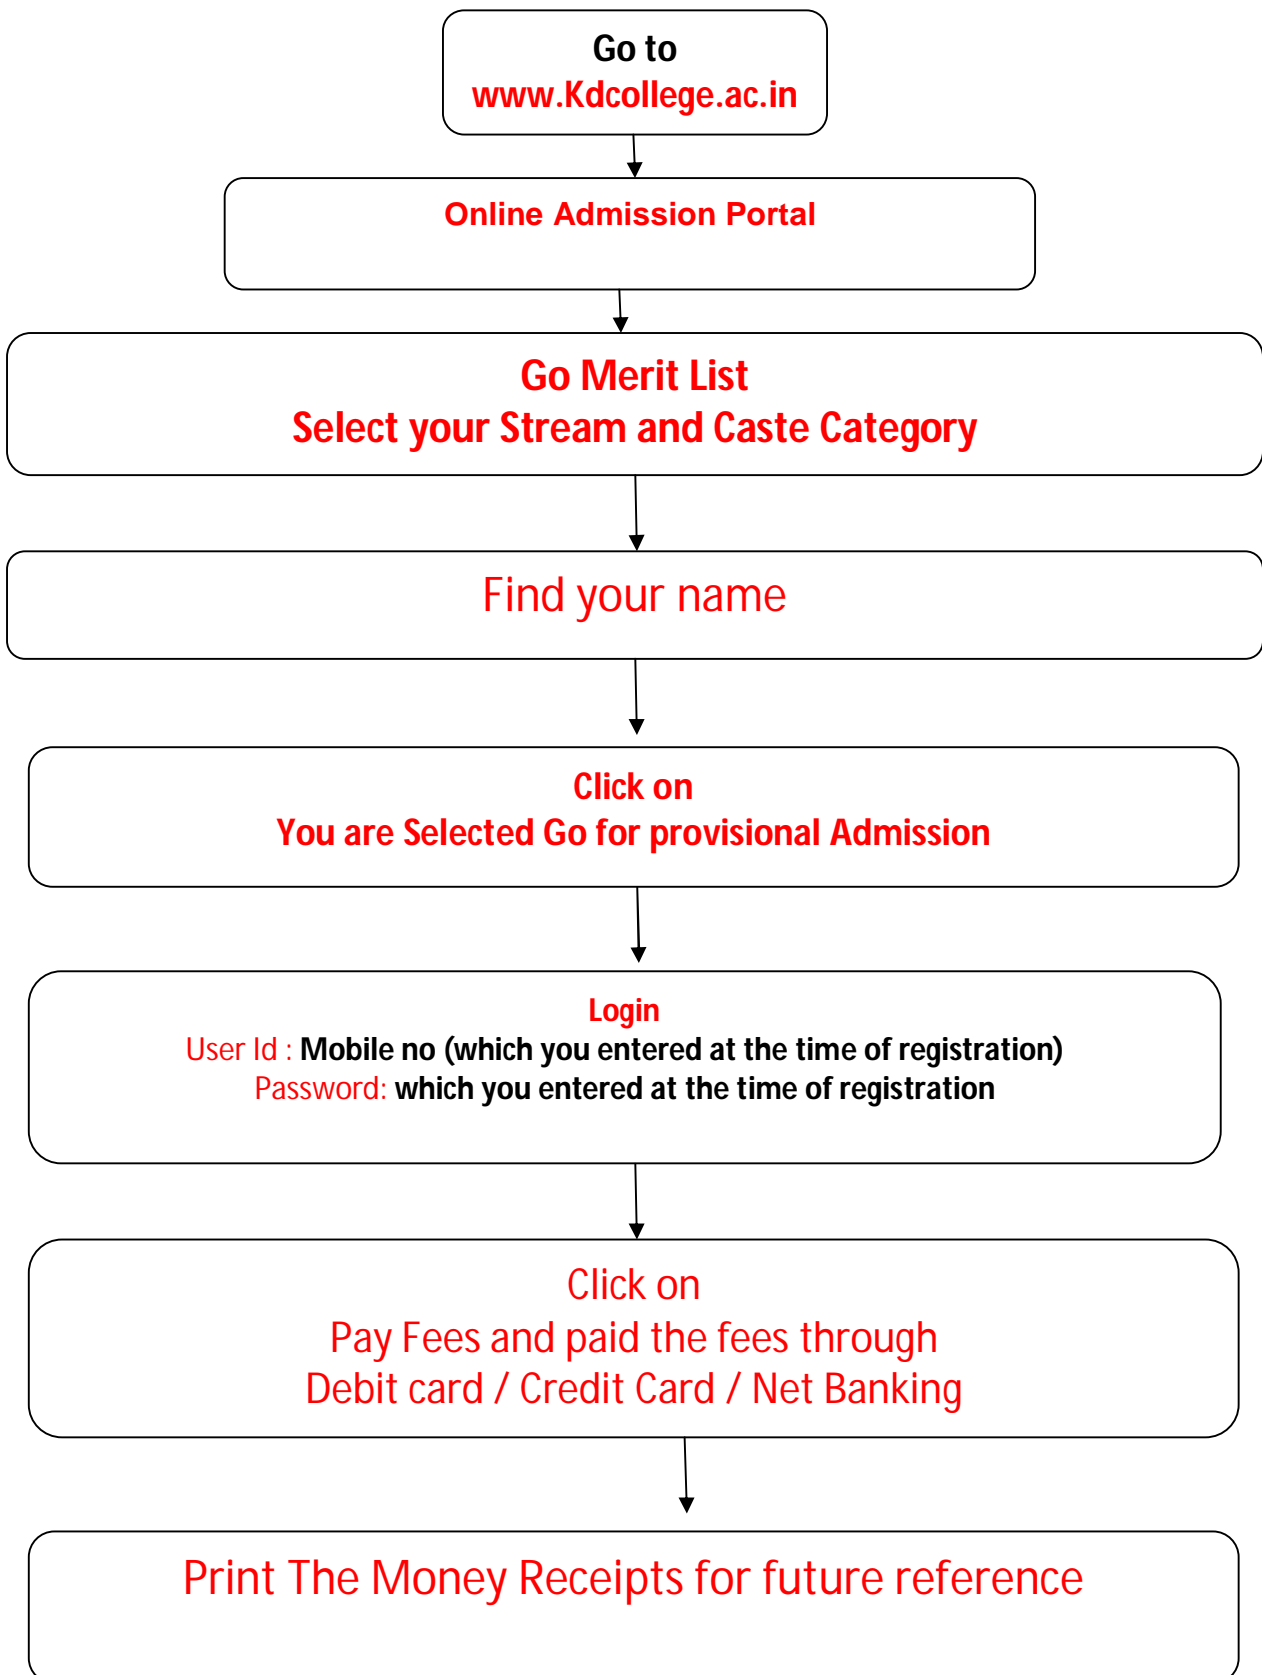 Go to
www.Kdcollege.ac.in
Online Admission Portal
Go Merit List
Select your Stream and Caste Category
Find your name
Click on
You are Selected Go for provisional Admission
Login
User Id : Mobile no (which you entered at the time of registration)
Password: which you entered at the time of registration
Click on
Pay Fees and paid the fees through
Debit card / Credit Card / Net Banking
Print The Money Receipts for future reference